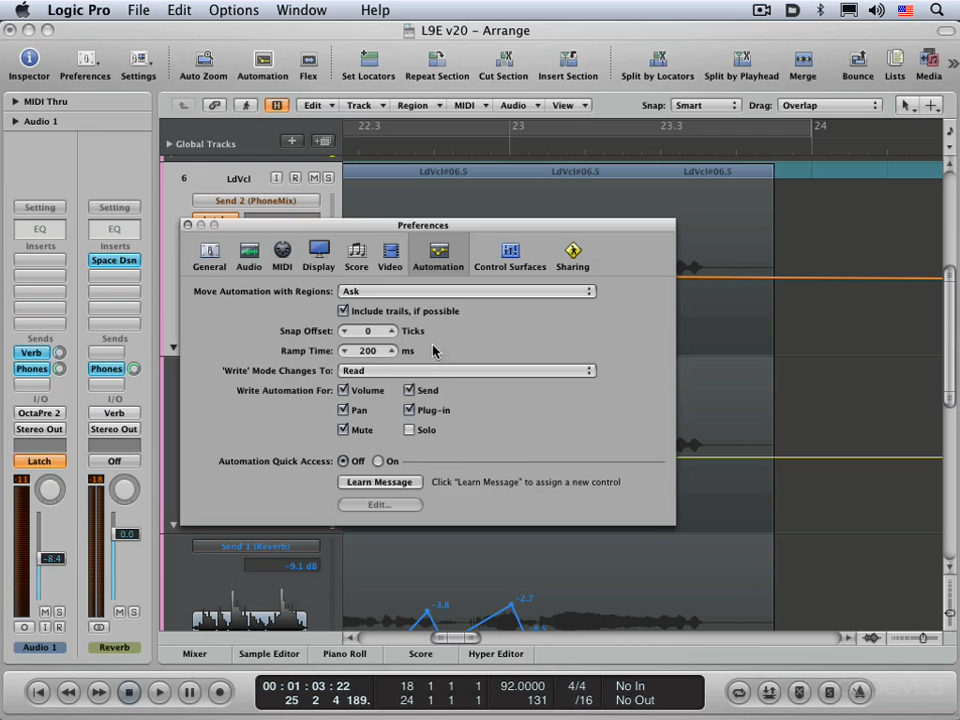 Logic Pro File Edit Options Window Help
L9E v20 – Arrange
Inspector Preferences Settings Auto Zoom Automation Flex Set Locators Repeat Section Cut Section Insert Section Split by Locators Split by Playhead Merge Bounce Lists Media
MIDI Thru
Audio 1
Edit Track Region MIDI Audio View Snap: Smart Drag: Overlap
Global Tracks
22.3 23 23.3 24
6 LdVcl I R M S
LdVcl#06.5 LdVcl#06.5 LdVcl#06.5
Send 2 (PhoneMix)
Setting Setting
EQ EQ
Inserts Inserts
Space Dsn
Sends Sends
Verb
Phones Phones
I/O I/O
OctaPre 2 Verb
Stereo Out Stereo Out
Latch Off
-11 -11
-8.4 0.0
M S M S
O I R
Audio 1 Reverb
Preferences
General Audio MIDI Display Score Video Automation Control Surfaces Sharing
Move Automation with Regions: Ask
Include trails, if possible
Snap Offset: 0 Ticks
Ramp Time: 200 ms
'Write' Mode Changes To: Read
Write Automation For: Volume Send
Pan Plug-in
Mute Solo
Automation Quick Access: Off On
Learn Message Click "Learn Message" to assign a new control
Edit...
Send 1 (Reverb)
-9.1 dB
-3.8 -2.7
Mixer Sample Editor Piano Roll Score Hyper Editor
00 : 01 : 03 : 22 18 1 1 1 92.0000 4/4 No In
25 2 4 189. 24 1 1 1 131 /16 No Out